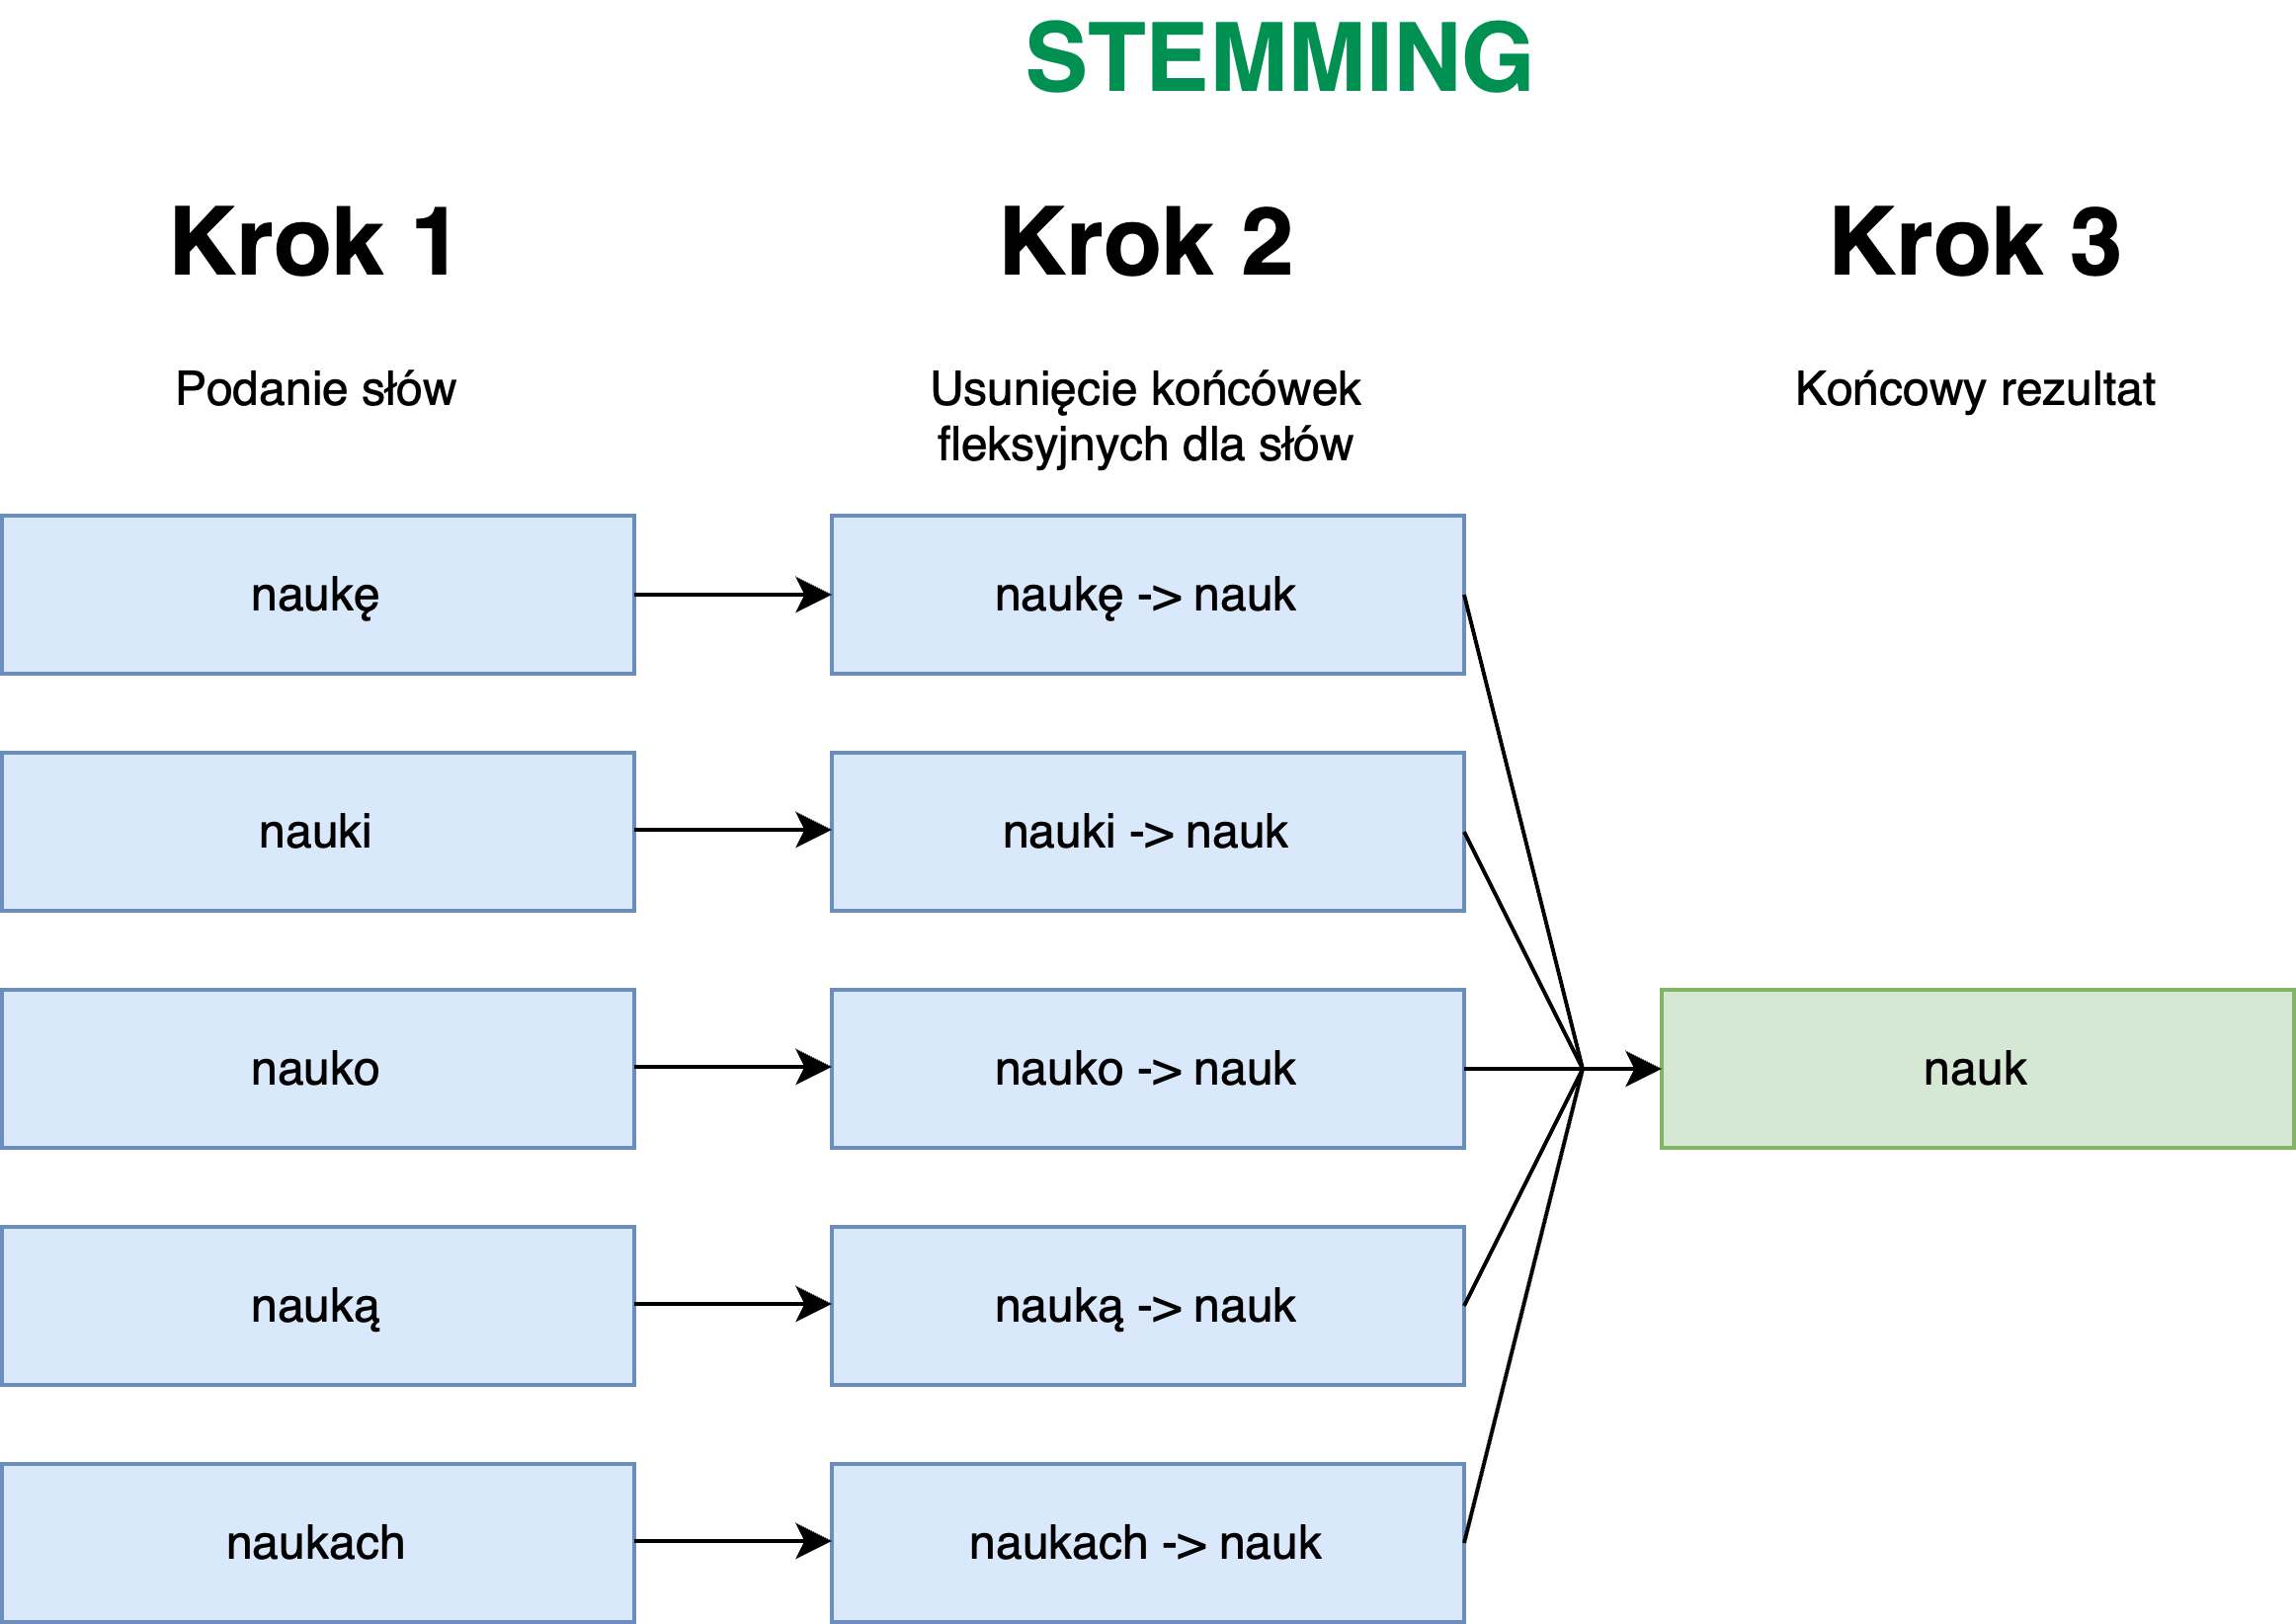 STEMMING
Krok 1
Krok 2
Krok 3
Podanie słów
Usunięcie końcówek
fleksyjnych dla słów
Końcowy rezultat
naukę
naukę -> nauk
nauki
nauki -> nauk
nauko
nauko -> nauk
nauk
nauką
nauką -> nauk
naukach
naukach -> nauk